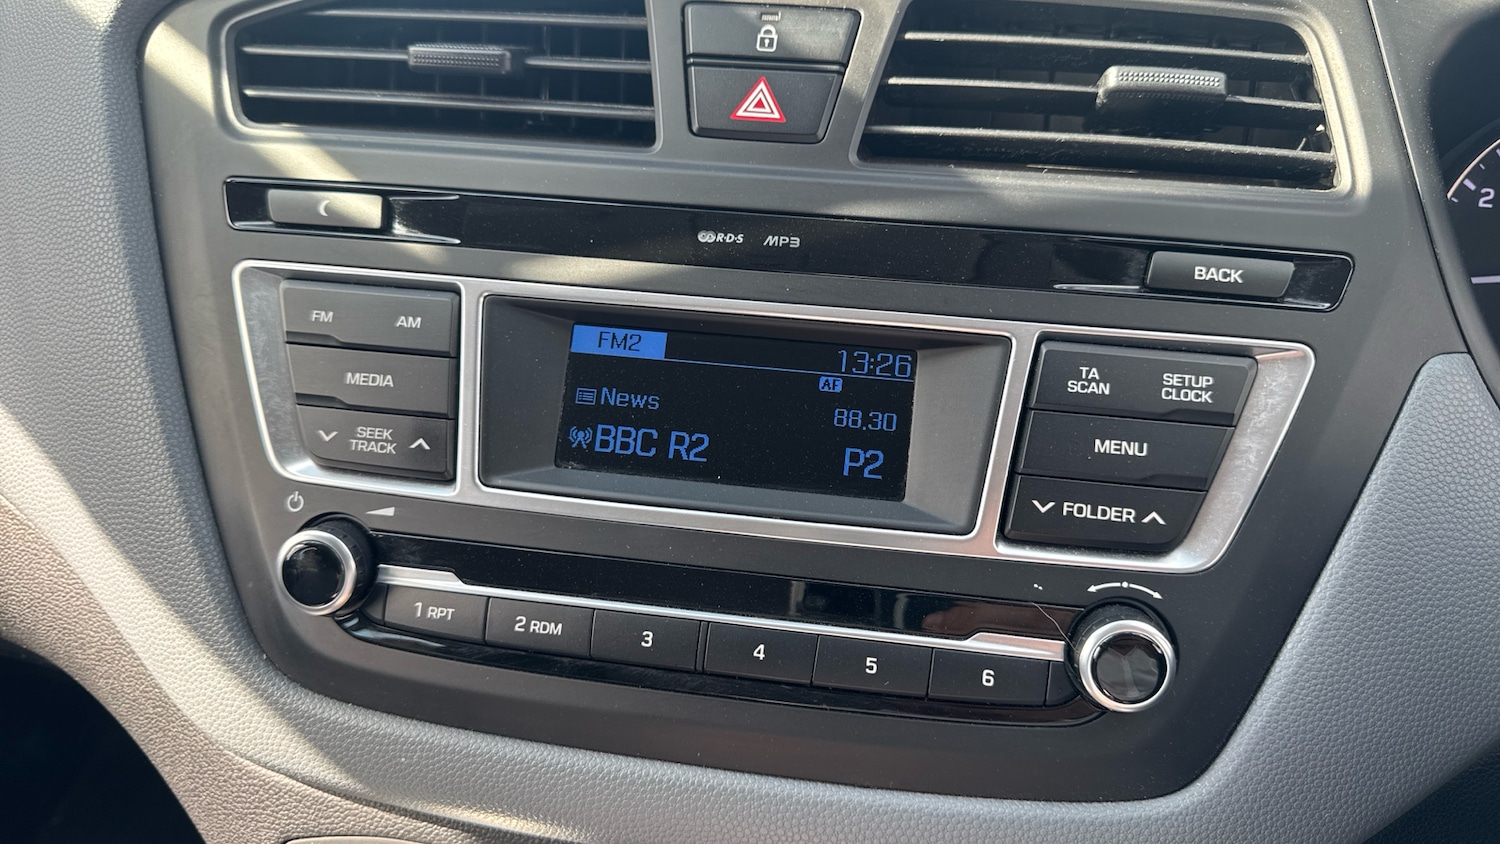 R·D·S MP3
BACK
FM AM
MEDIA
SEEK
TRACK
FM2
13:26
AF
News
88.30
BBC R2
P2
TA
SCAN
SETUP
CLOCK
MENU
FOLDER
1 RPT
2 RDM
3
4
5
6
2